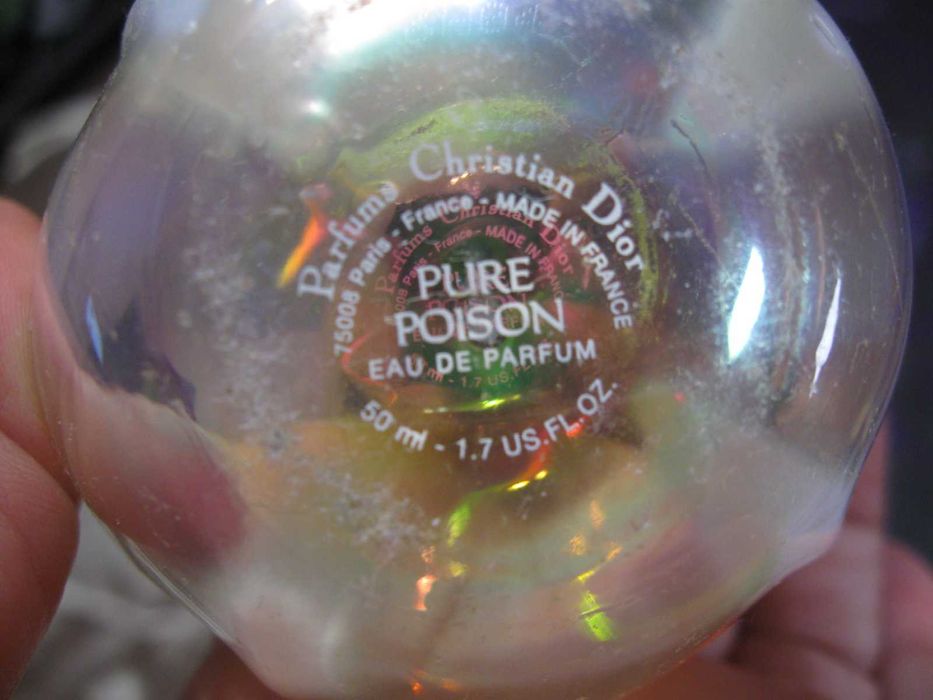 Parfums Christian Dior
75008 Paris - France - MADE IN FRANCE
PURE
POISON
EAU DE PARFUM
50 ml - 1.7 US.FL.OZ.